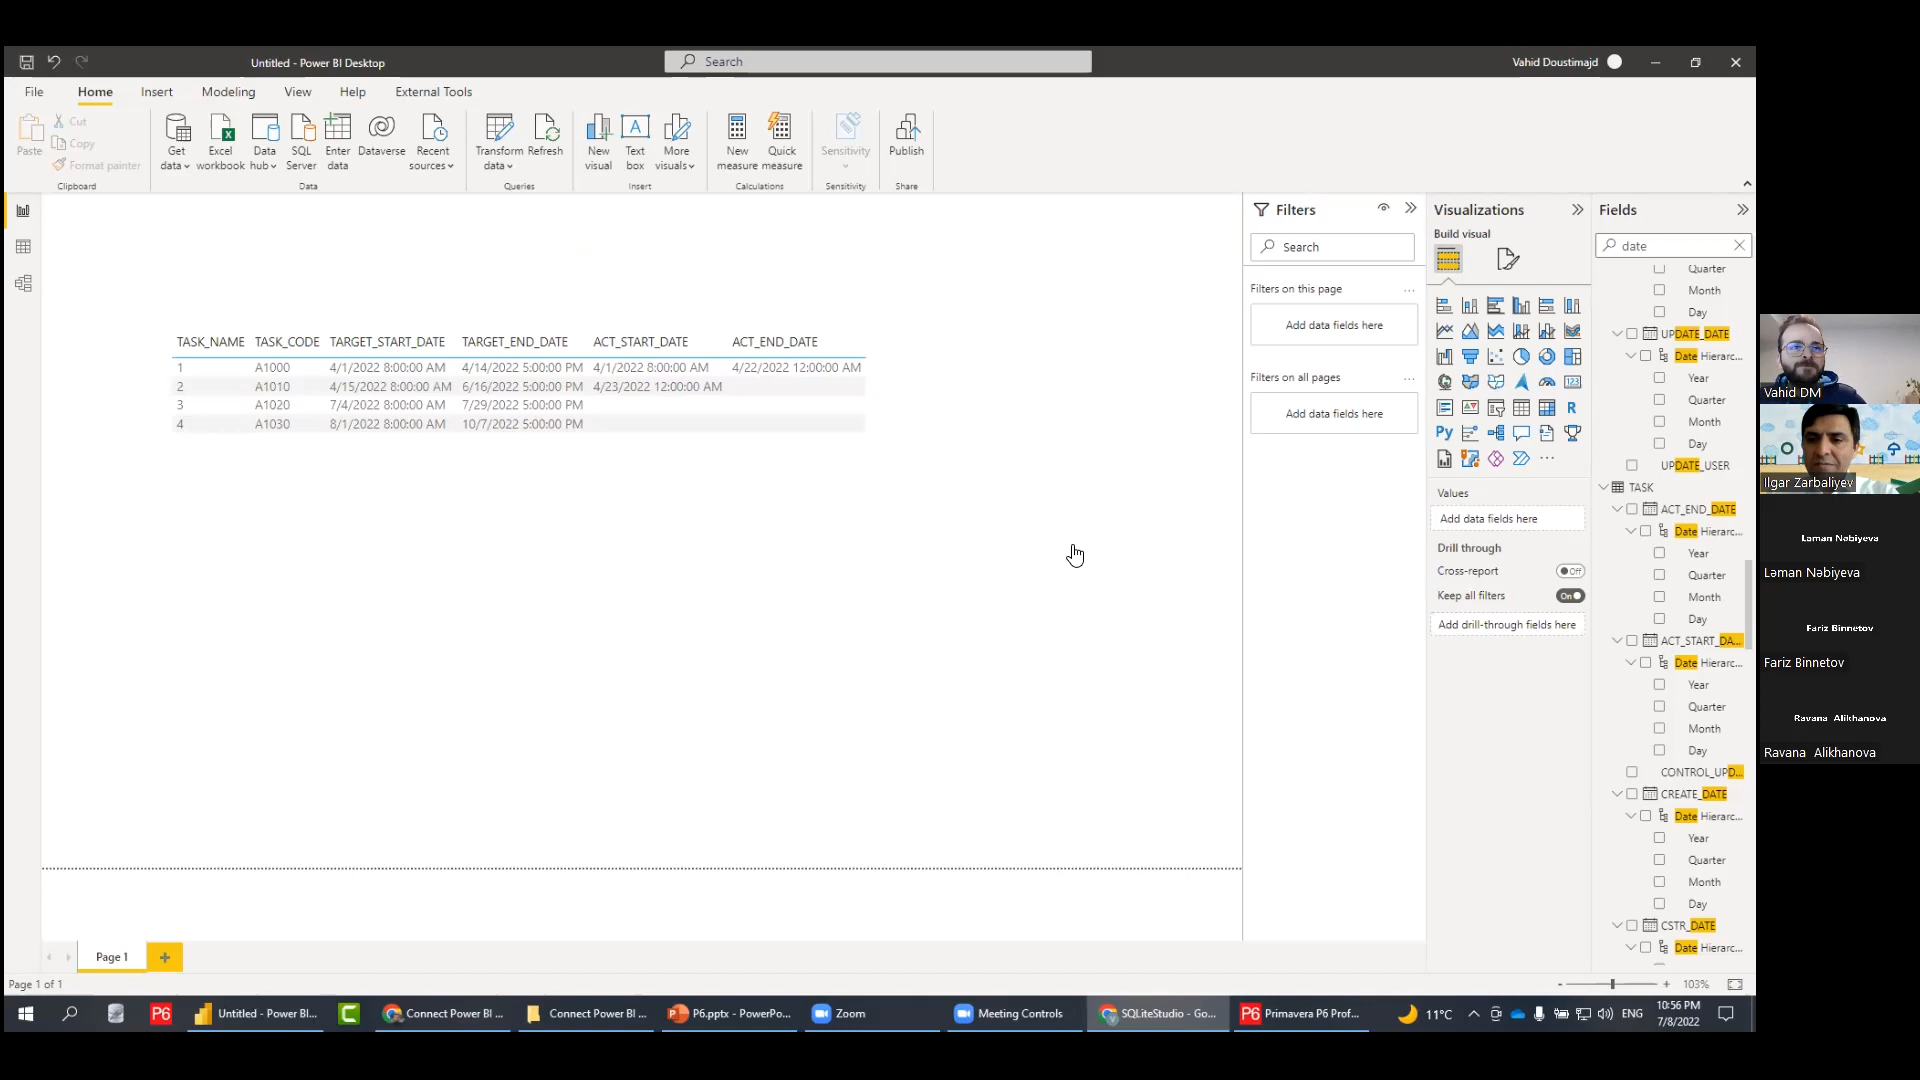 Untitled - Power BI Desktop
Search
Vahid Doustimajd
File
Home
Insert
Modeling
View
Help
External Tools
Paste
Cut
Copy
Format painter
Clipboard
Get data
Excel workbook
Data hub
SQL Server
Enter data
Dataverse
Recent sources
Data
Transform data
Refresh
Queries
New visual
Text box
More visuals
Insert
New measure
Quick measure
Calculations
Sensitivity
Sensitivity
Publish
Share
TASK_NAME TASK_CODE TARGET_START_DATE TARGET_END_DATE ACT_START_DATE ACT_END_DATE
1 A1000 4/1/2022 8:00:00 AM 4/14/2022 5:00:00 PM 4/1/2022 8:00:00 AM 4/22/2022 12:00:00 AM
2 A1010 4/15/2022 8:00:00 AM 6/16/2022 5:00:00 PM 4/23/2022 12:00:00 AM
3 A1020 7/4/2022 8:00:00 AM 7/29/2022 5:00:00 PM
4 A1030 8/1/2022 8:00:00 AM 10/7/2022 5:00:00 PM
Filters
Search
Filters on this page
Add data fields here
Filters on all pages
Add data fields here
Visualizations
Build visual
R
Py
123
Values
Add data fields here
Drill through
Cross-report
Off
Keep all filters
On
Add drill-through fields here
Fields
date
Quarter
Month
Day
UPDATE_DATE
Date Hierarc...
Year
Quarter
Month
Day
UPDATE_USER
TASK
ACT_END_DATE
Date Hierarc...
Year
Quarter
Month
Day
ACT_START_DA...
Date Hierarc...
Year
Quarter
Month
Day
CONTROL_UPD...
CREATE_DATE
Date Hierarc...
Year
Quarter
Month
Day
CSTR_DATE
Date Hierarc...
Page 1
Page 1 of 1
103%
P6
Untitled - Power BI...
Connect Power BI ...
Connect Power BI ...
P6.pptx - PowerPo...
Zoom
Meeting Controls
SQLiteStudio - Go...
P6
Primavera P6 Prof...
11°C
ENG
10:56 PM
7/8/2022
Vahid DM
Ilgar Zarbaliyev
Ləman Nəbiyeva
Ləman Nəbiyeva
Fariz Binnetov
Fariz Binnetov
Ravana Alikhanova
Ravana Alikhanova